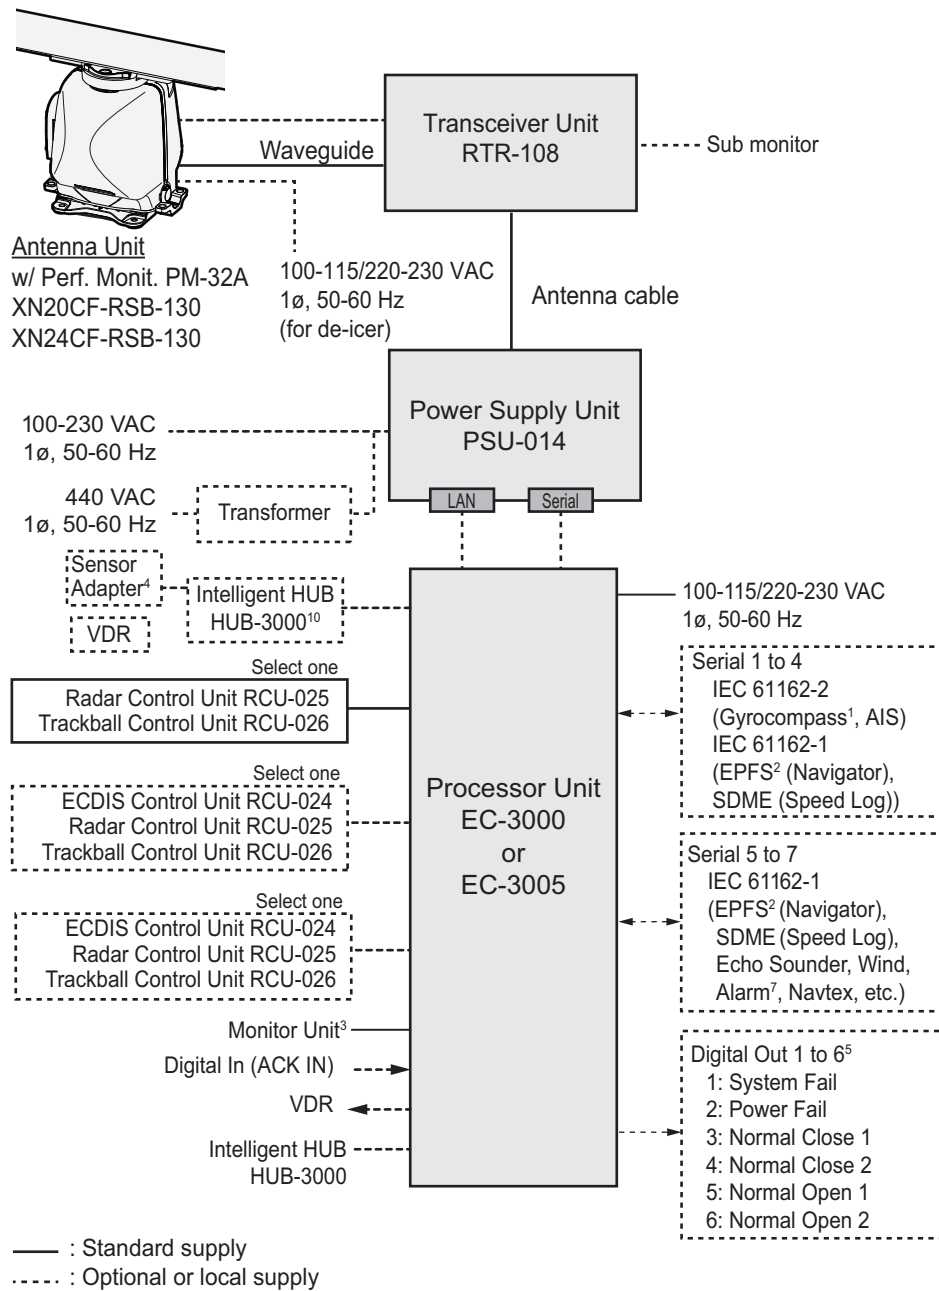 Transceiver Unit
RTR-108
Sub monitor
Waveguide
Antenna Unit
w/ Perf. Monit. PM-32A
XN20CF-RSB-130
XN24CF-RSB-130
100-115/220-230 VAC
1ø, 50-60 Hz
(for de-icer)
Antenna cable
Power Supply Unit
PSU-014
LAN
Serial
100-230 VAC
1ø, 50-60 Hz
440 VAC
1ø, 50-60 Hz
Transformer
Sensor
Adapter4
VDR
Intelligent HUB
HUB-300010
Select one
Radar Control Unit RCU-025
Trackball Control Unit RCU-026
Select one
ECDIS Control Unit RCU-024
Radar Control Unit RCU-025
Trackball Control Unit RCU-026
Select one
ECDIS Control Unit RCU-024
Radar Control Unit RCU-025
Trackball Control Unit RCU-026
Monitor Unit3
Digital In (ACK IN)
VDR
Intelligent HUB
HUB-3000
Processor Unit
EC-3000
or
EC-3005
100-115/220-230 VAC
1ø, 50-60 Hz
Serial 1 to 4
IEC 61162-2
(Gyrocompass1, AIS)
IEC 61162-1
(EPFS2 (Navigator),
SDME (Speed Log))
Serial 5 to 7
IEC 61162-1
(EPFS2 (Navigator),
SDME (Speed Log),
Echo Sounder, Wind,
Alarm7, Navtex, etc.)
Digital Out 1 to 65
1: System Fail
2: Power Fail
3: Normal Close 1
4: Normal Close 2
5: Normal Open 1
6: Normal Open 2
: Standard supply
: Optional or local supply